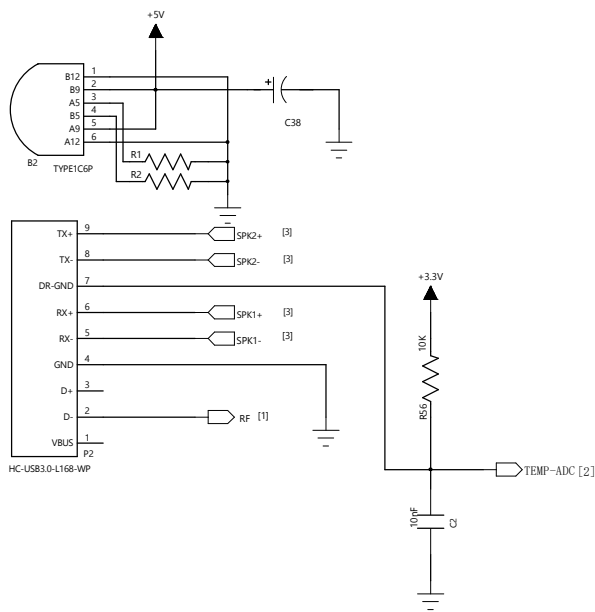 +5V
B12 1
B9 2
A5 3
B5 4
A9 5
A12 6
B2 TYPE1C6P
C38
R1
R2
TX+ 9 SPK2+ [3]
TX- 8 SPK2- [3]
DR-GND 7
RX+ 6 SPK1+ [3]
RX- 5 SPK1- [3]
GND 4
D+ 3
D- 2 RF [1]
VBUS 1
P2
HC-USB3.0-L168-WP
+3.3V
10K
R56
TEMP-ADC [2]
10nF
C2